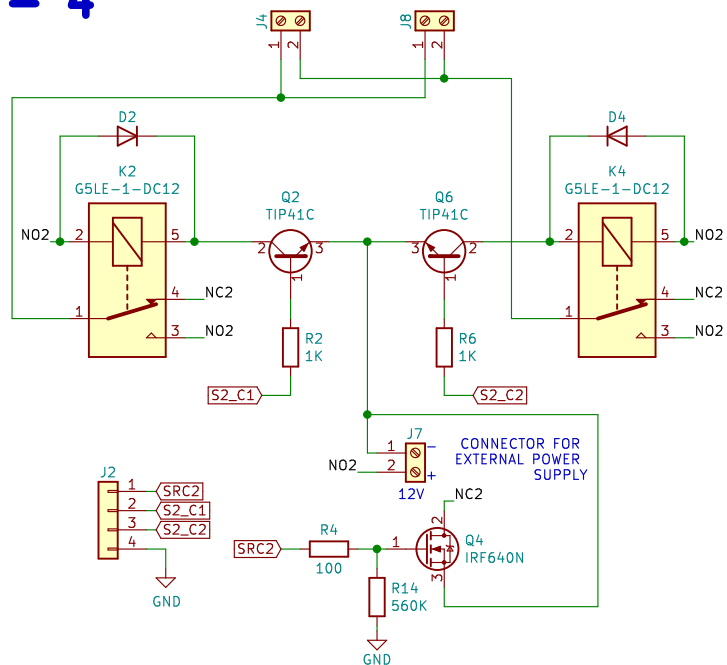 4
J4
1
2
J8
1
2
D2
K2
G5LE-1-DC12
NO2
2
5
4
NC2
1
3
NO2
Q2
TIP41C
2
3
1
R2
1K
S2_C1
Q6
TIP41C
3
2
1
R6
1K
S2_C2
D4
K4
G5LE-1-DC12
2
5
NO2
4
NC2
1
3
NO2
J7
1
-
NO2
2
+
12V
CONNECTOR FOR
EXTERNAL POWER
SUPPLY
J2
1
SRC2
2
S2_C1
3
S2_C2
4
GND
SRC2
R4
100
1
NC2
2
Q4
IRF640N
3
R14
560K
GND